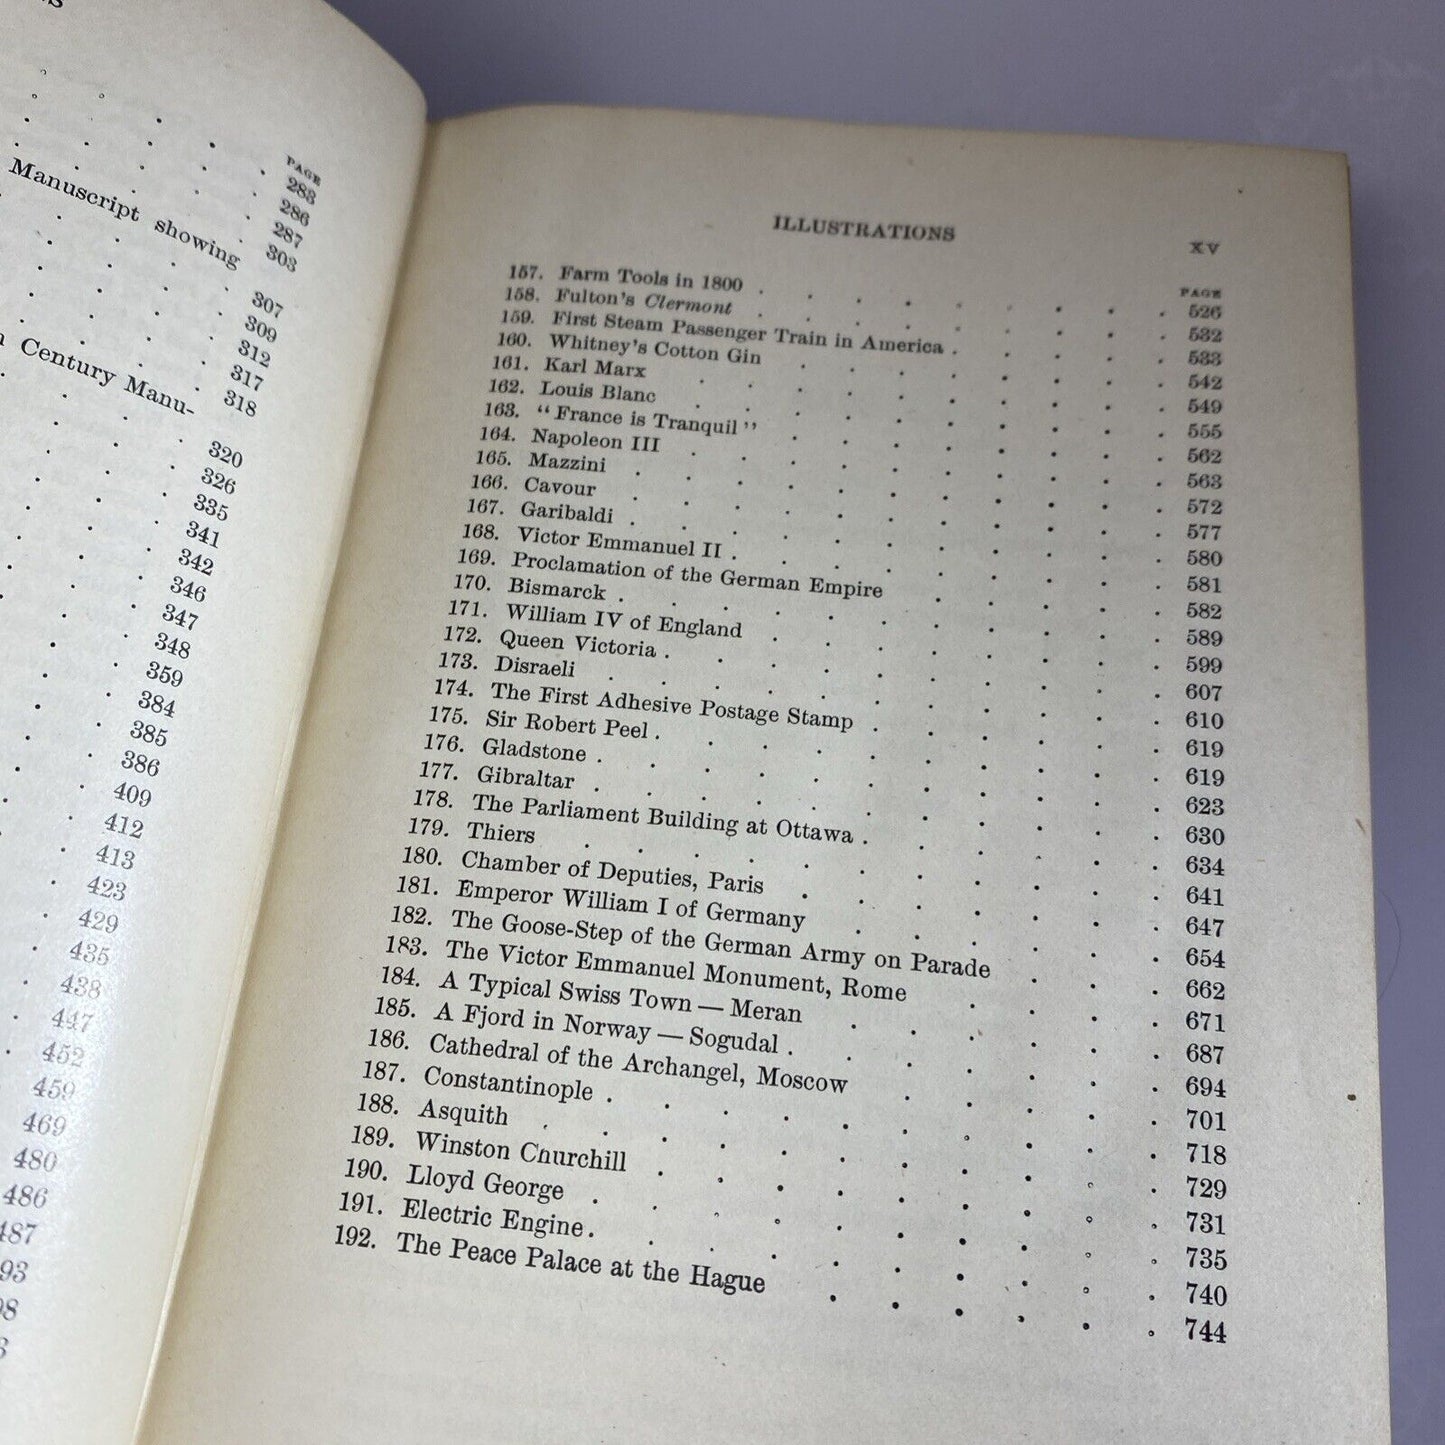 PAGE
283
286
287
303
Manuscript showing
307
309
312
317
318
Century Manu-
320
326
335
341
342
346
347
348
359
384
385
386
409
412
413
423
429
435
438
447
452
459
469
480
486
487
ILLUSTRATIONS xv
PAGE
157. Farm Tools in 1800 . . . . . . . . . 526
158. Fulton's Clermont . . . . . . . . . 532
159. First Steam Passenger Train in America . . . . . 533
160. Whitney's Cotton Gin . . . . . . . . 542
161. Karl Marx . . . . . . . . . . 549
162. Louis Blanc . . . . . . . . . . 555
163. "France is Tranquil" . . . . . . . . 562
164. Napoleon III . . . . . . . . . . 563
165. Mazzini . . . . . . . . . . . 572
166. Cavour . . . . . . . . . . . 577
167. Garibaldi . . . . . . . . . . . 580
168. Victor Emmanuel II . . . . . . . . . 581
169. Proclamation of the German Empire . . . . . 582
170. Bismarck . . . . . . . . . . . 589
171. William IV of England . . . . . . . . 599
172. Queen Victoria . . . . . . . . . . 607
173. Disraeli . . . . . . . . . . . 610
174. The First Adhesive Postage Stamp . . . . . . 619
175. Sir Robert Peel . . . . . . . . . . 619
176. Gladstone . . . . . . . . . . . 623
177. Gibraltar . . . . . . . . . . . 630
178. The Parliament Building at Ottawa . . . . . . 634
179. Thiers . . . . . . . . . . . 641
180. Chamber of Deputies, Paris . . . . . . . 647
181. Emperor William I of Germany . . . . . . 654
182. The Goose-Step of the German Army on Parade . . . 662
183. The Victor Emmanuel Monument, Rome . . . . 671
184. A Typical Swiss Town — Meran . . . . . . 687
185. A Fjord in Norway — Sogudal . . . . . . . 694
186. Cathedral of the Archangel, Moscow . . . . . 701
187. Constantinople . . . . . . . . . . 718
188. Asquith . . . . . . . . . . . 729
189. Winston Churchill . . . . . . . . . 731
190. Lloyd George . . . . . . . . . . 735
191. Electric Engine . . . . . . . . . . 740
192. The Peace Palace at the Hague . . . . . . 744